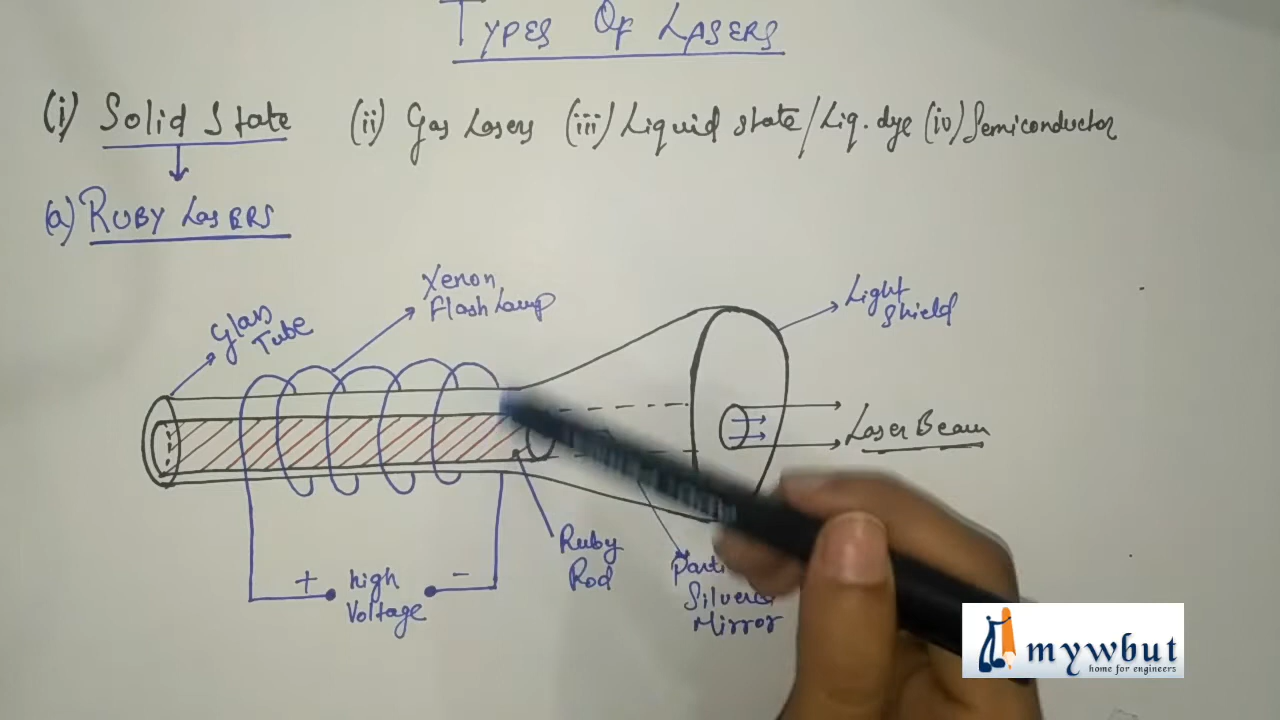 TYPES OF LASERS
(i) Solid State (ii) Gas Lasers (iii) Liquid state/Liq. dye (iv) Semiconductor
(a) RUBY LASERS
Glass
Tube
Xenon
Flash Lamp
Light
Shield
Laser Beam
Ruby
Rod
+ high -
Voltage
Silvered
Mirror
mywbut
home for engineers